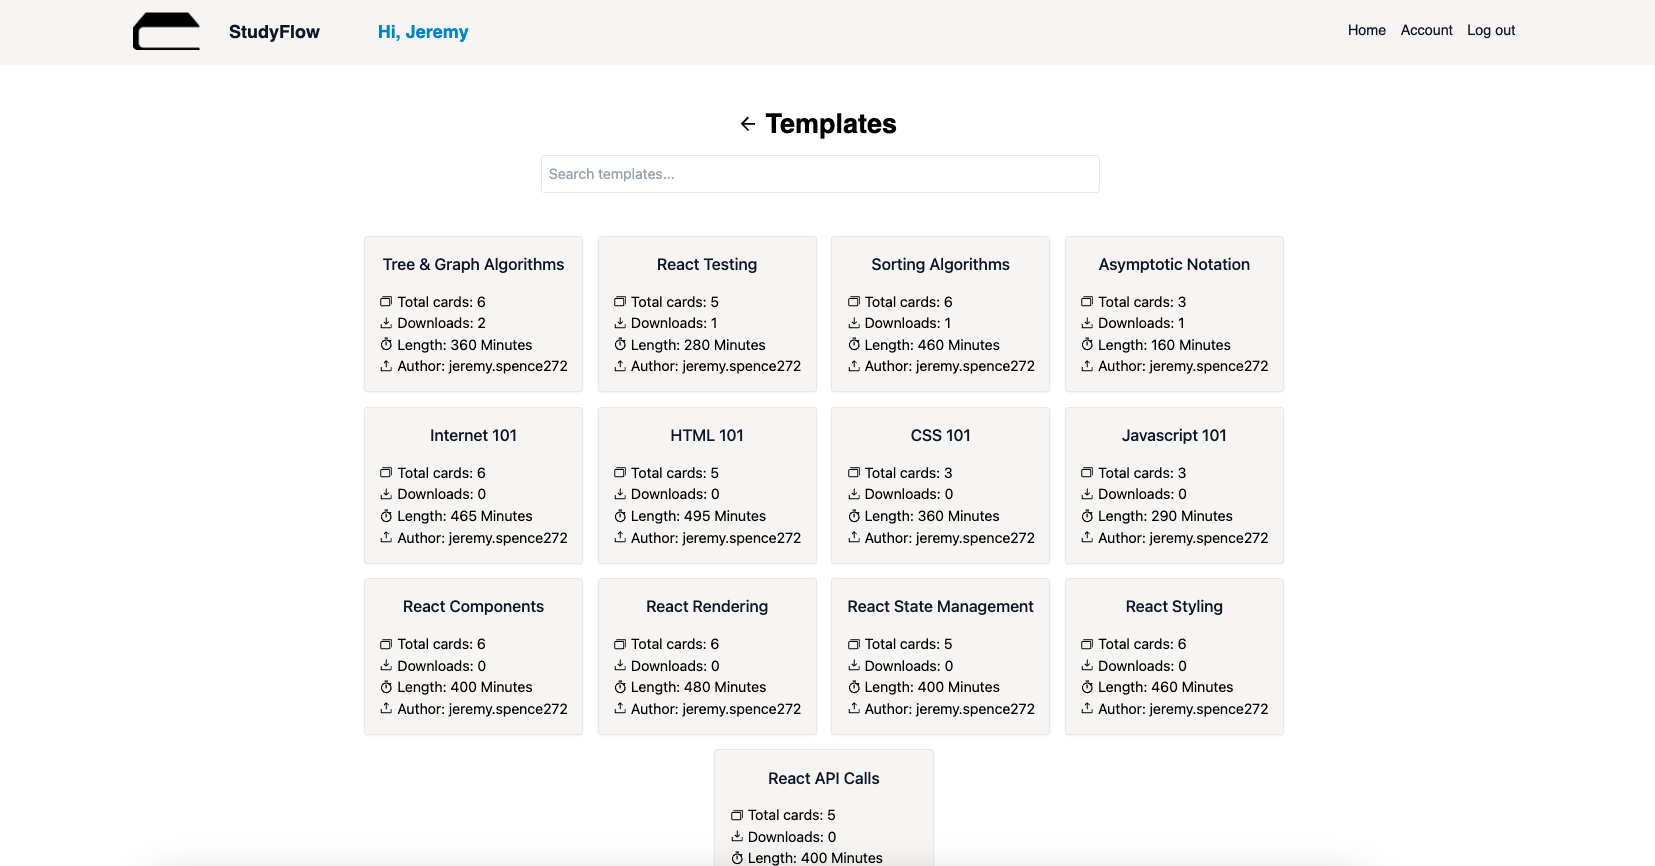 StudyFlow
Hi, Jeremy
Home Account Log out
Templates
Search templates...
Tree & Graph Algorithms
Total cards: 6
Downloads: 2
Length: 360 Minutes
Author: jeremy.spence272
React Testing
Total cards: 5
Downloads: 1
Length: 280 Minutes
Author: jeremy.spence272
Sorting Algorithms
Total cards: 6
Downloads: 1
Length: 460 Minutes
Author: jeremy.spence272
Asymptotic Notation
Total cards: 3
Downloads: 1
Length: 160 Minutes
Author: jeremy.spence272
Internet 101
Total cards: 6
Downloads: 0
Length: 465 Minutes
Author: jeremy.spence272
HTML 101
Total cards: 5
Downloads: 0
Length: 495 Minutes
Author: jeremy.spence272
CSS 101
Total cards: 3
Downloads: 0
Length: 360 Minutes
Author: jeremy.spence272
Javascript 101
Total cards: 3
Downloads: 0
Length: 290 Minutes
Author: jeremy.spence272
React Components
Total cards: 6
Downloads: 0
Length: 400 Minutes
Author: jeremy.spence272
React Rendering
Total cards: 6
Downloads: 0
Length: 480 Minutes
Author: jeremy.spence272
React State Management
Total cards: 5
Downloads: 0
Length: 400 Minutes
Author: jeremy.spence272
React Styling
Total cards: 6
Downloads: 0
Length: 460 Minutes
Author: jeremy.spence272
React API Calls
Total cards: 5
Downloads: 0
Length: 400 Minutes